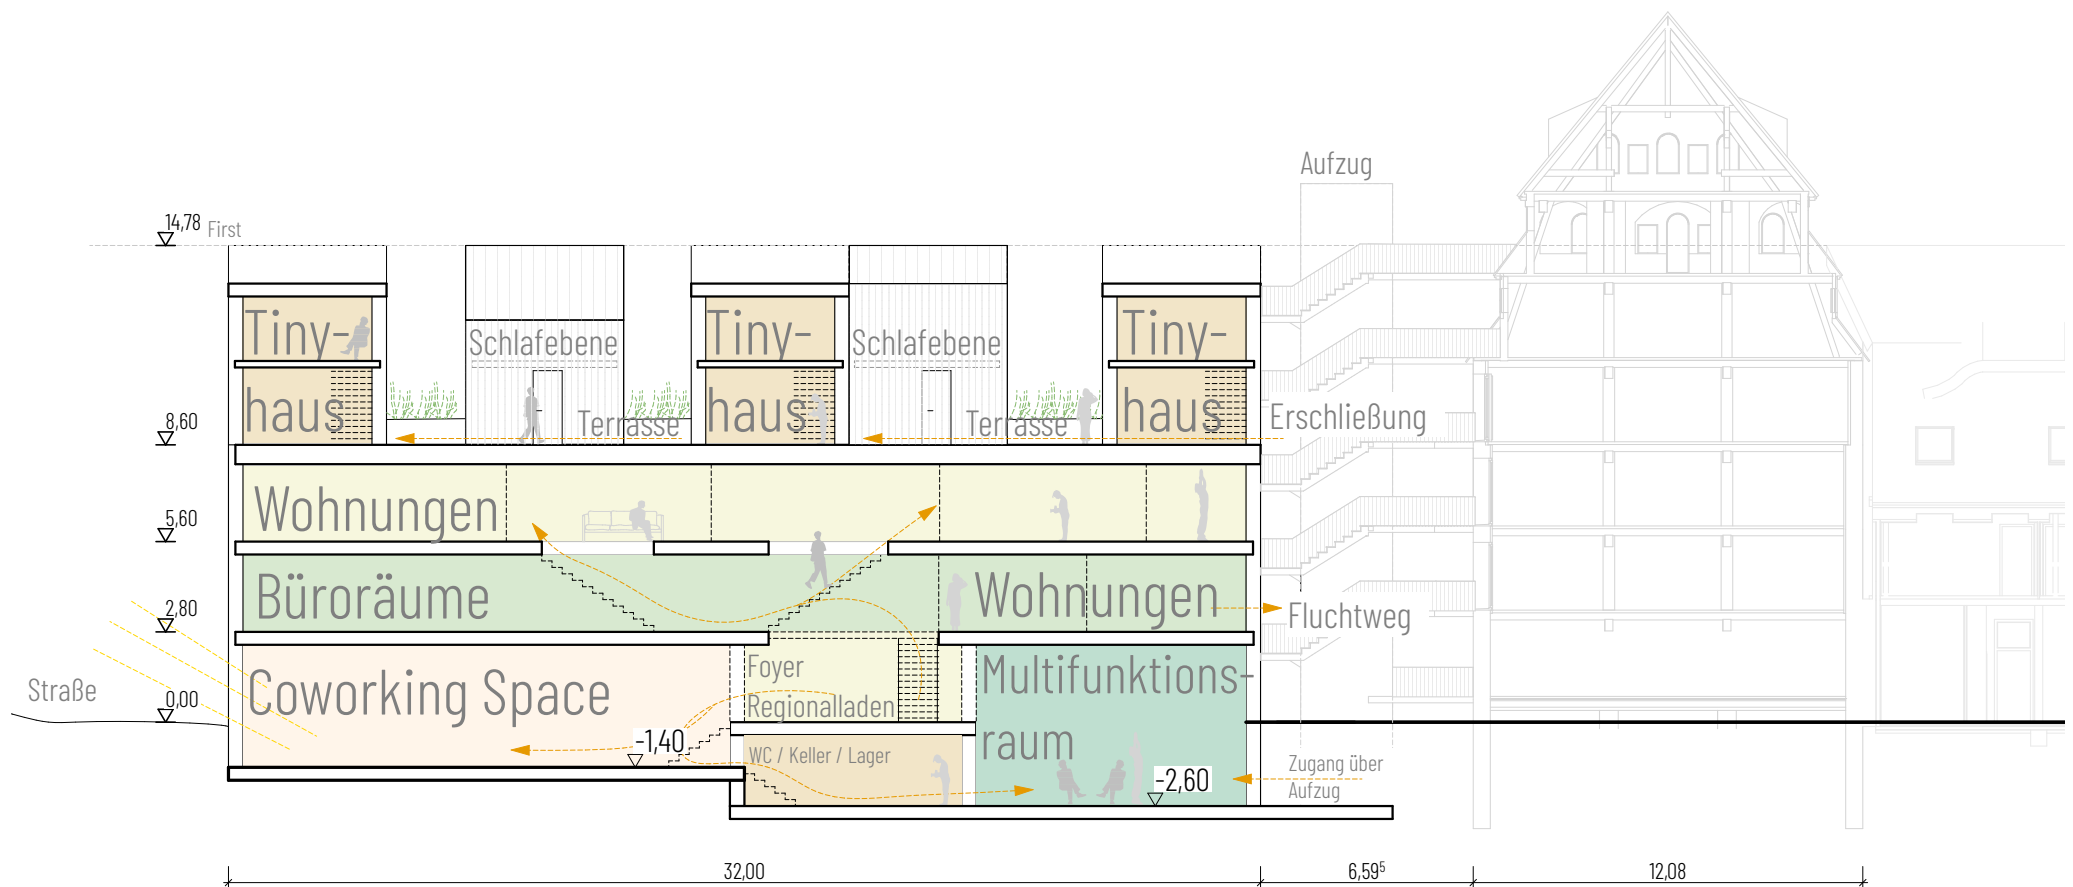 Aufzug
14,78 First
Tiny-
haus
Schlafebene
Terrasse
Tiny-
haus
Schlafebene
Terrasse
Tiny-
haus
8,60
Erschließung
Wohnungen
5,60
Büroräume
Wohnungen
2,80
Fluchtweg
Straße
0,00
Coworking Space
Foyer
Regionalladen
Multifunktions-
raum
-1,40
WC / Keller / Lager
-2,60
Zugang über
Aufzug
32,00
6,59⁵
12,08